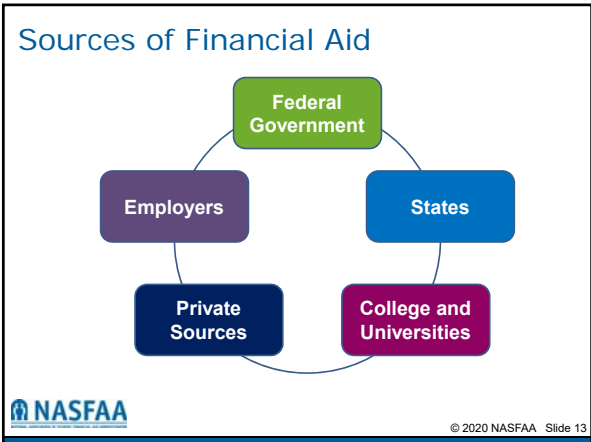 Sources of Financial Aid
Federal
Government
Employers
States
Private
Sources
College and
Universities
NASFAA
© 2020 NASFAA Slide 13